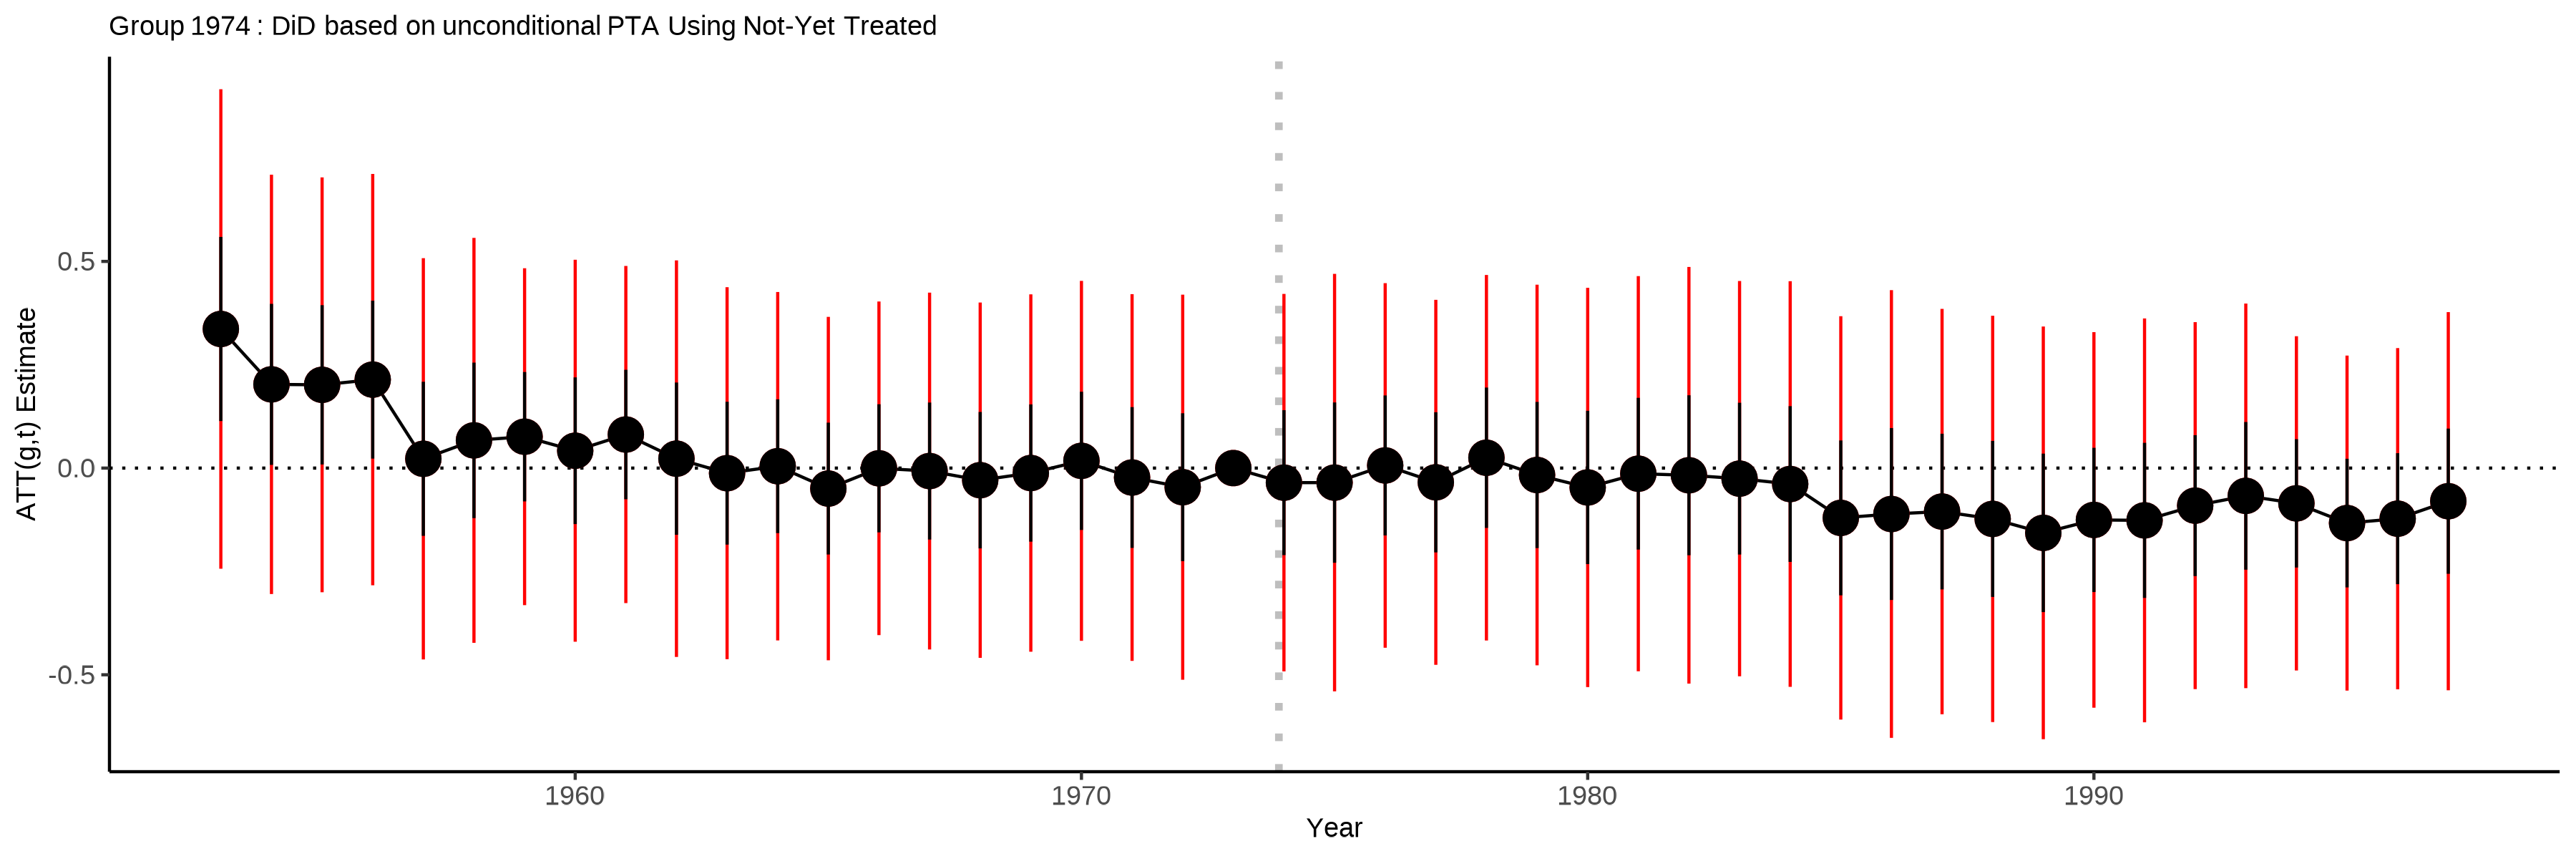 Group 1974 : DiD based on unconditional PTA Using Not-Yet Treated
ATT(g,t) Estimate
0.5
0.0
-0.5
1960
1970
1980
1990
Year